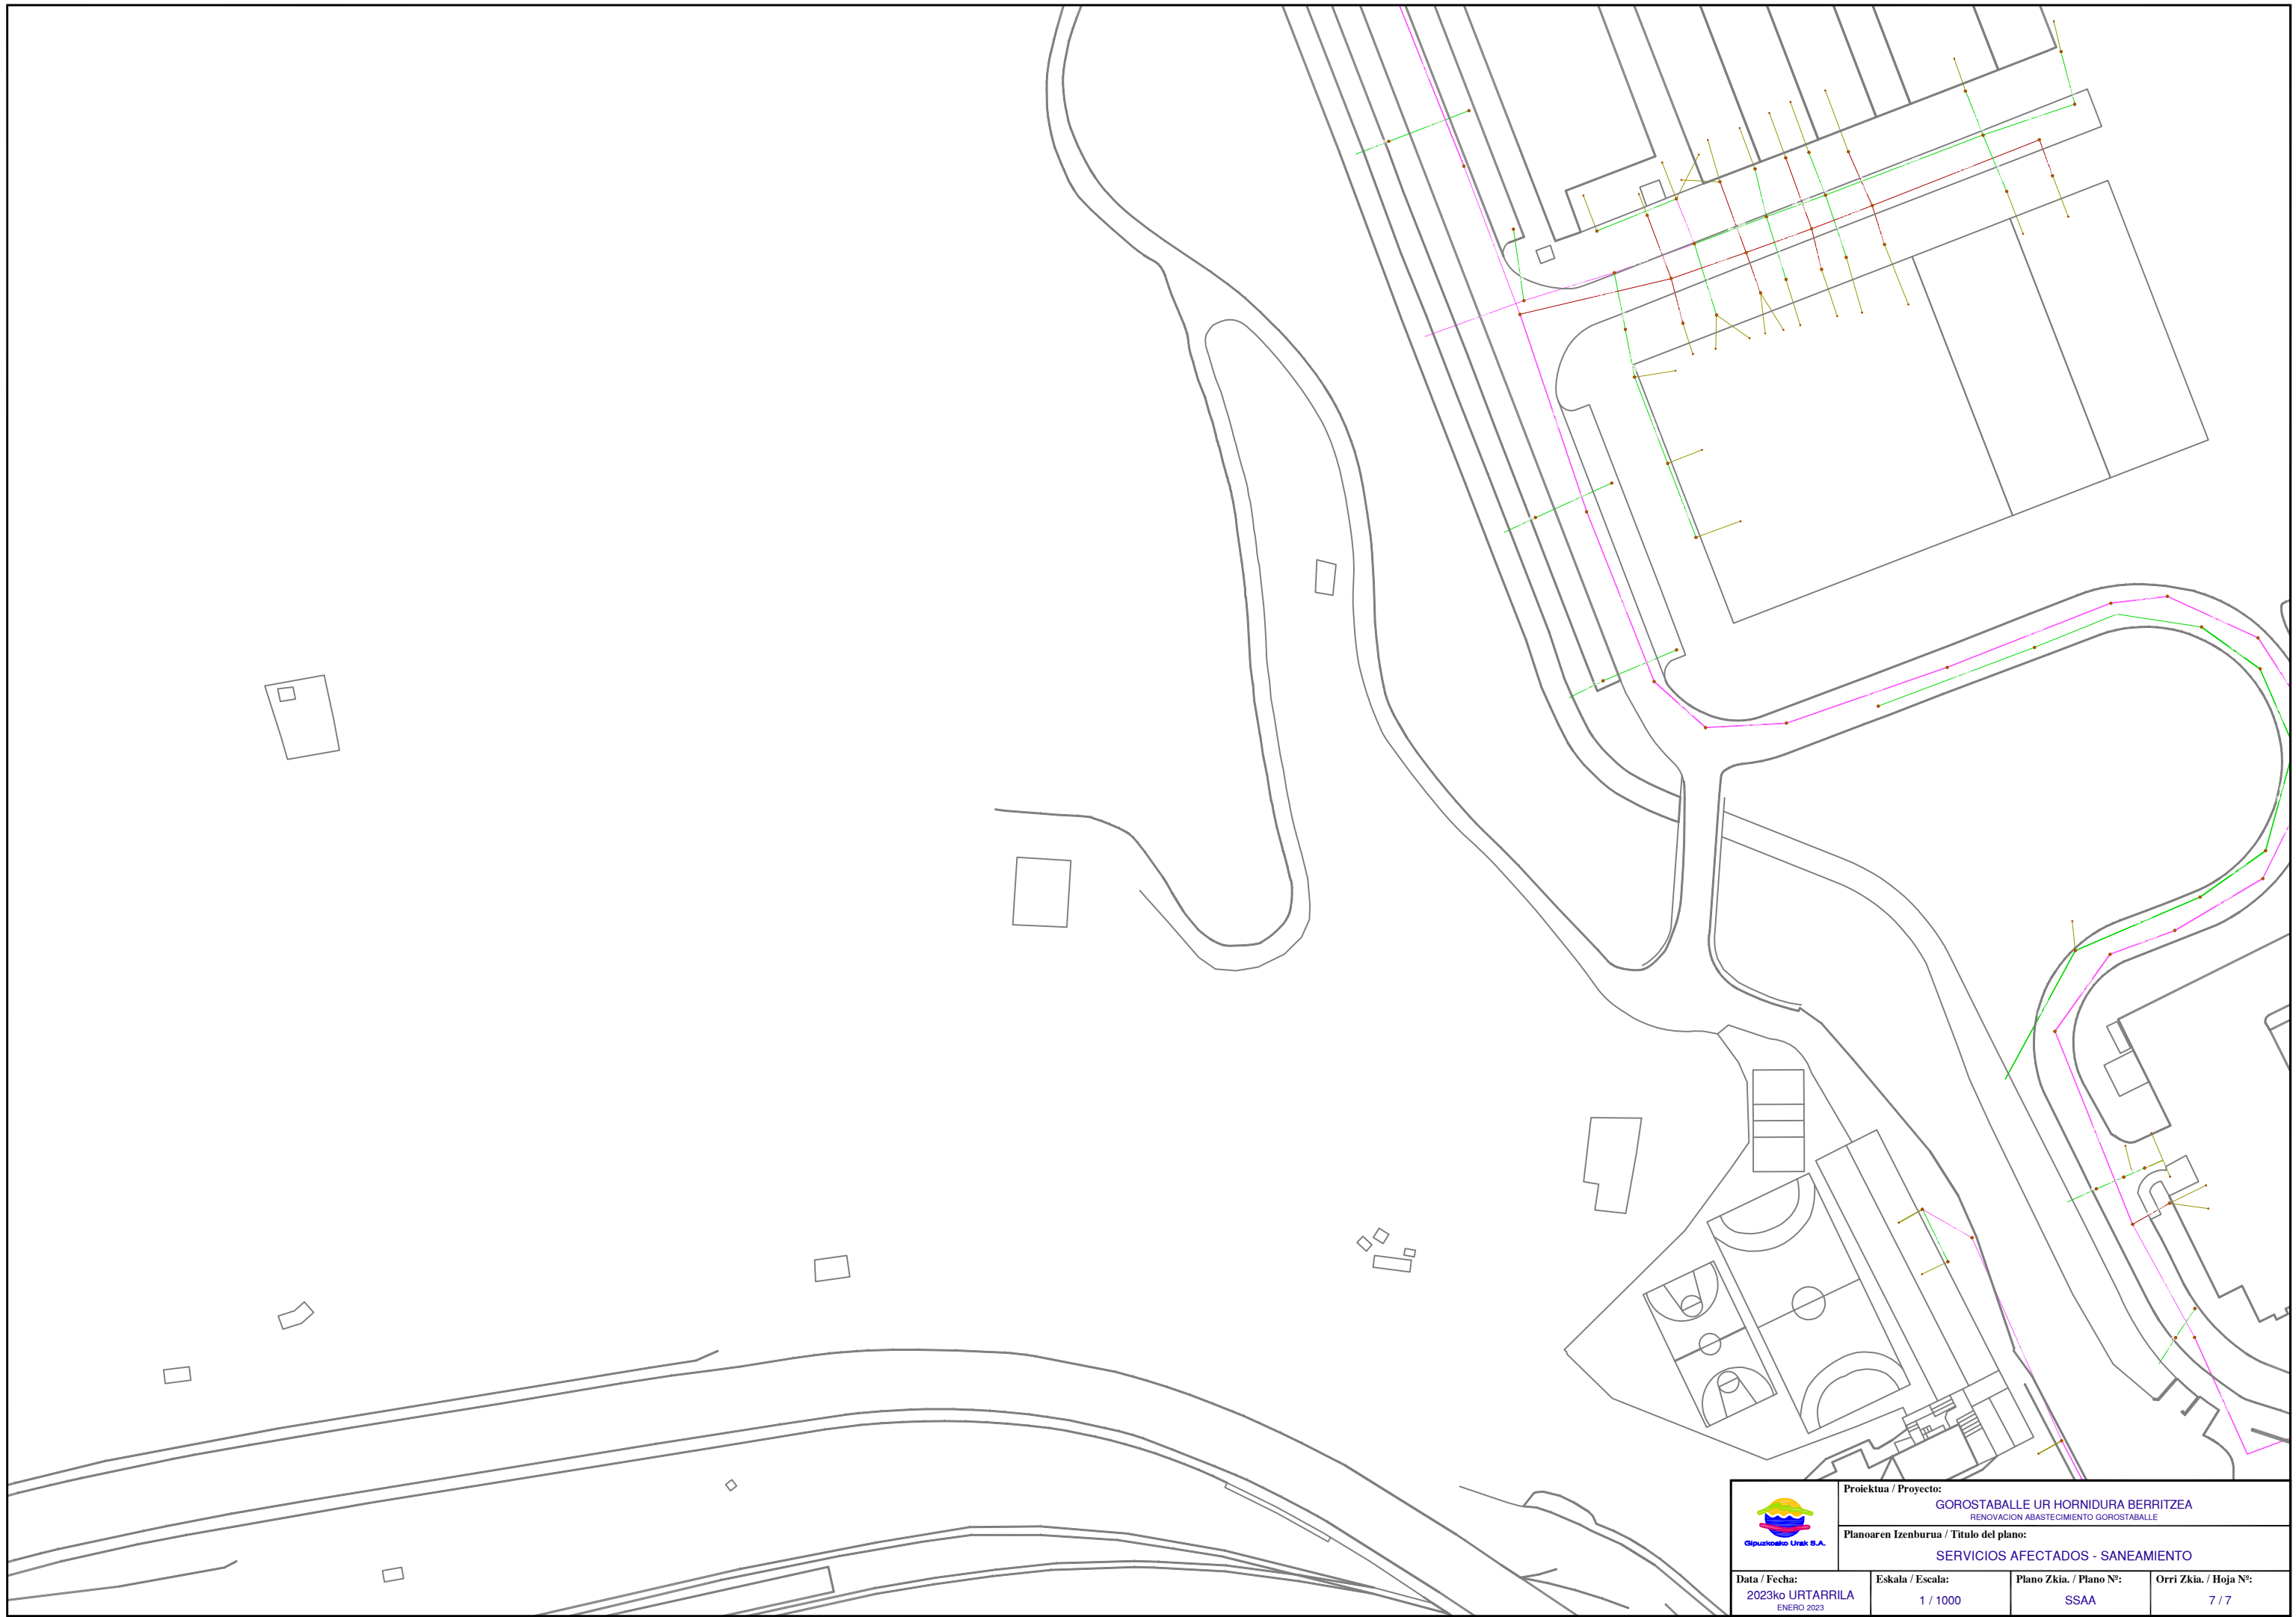 Proiektua / Proyecto:
GOROSTABALLE UR HORNIDURA BERRITZEA
RENOVACION ABASTECIMIENTO GOROSTABALLE
Gipuzkoako Urak S.A.
Planoaren Izenburua / Titulo del plano:
SERVICIOS AFECTADOS - SANEAMIENTO
Data / Fecha:
2023ko URTARRILA
ENERO 2023
Eskala / Escala:
1 / 1000
Plano Zkia. / Plano Nº:
SSAA
Orri Zkia. / Hoja Nº:
7 / 7